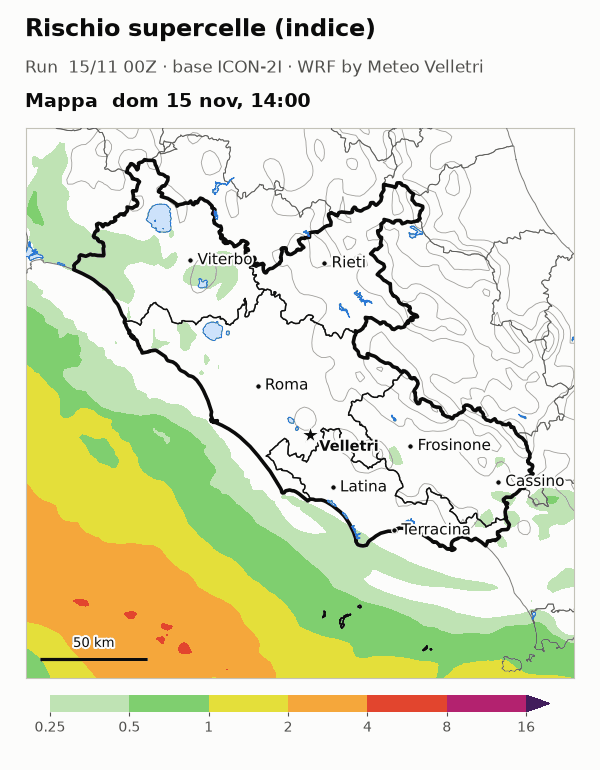 Rischio supercelle (indice)
Run  15/11 00Z · base ICON-2I · WRF by Meteo Velletri
Mappa  dom 15 nov, 14:00
Viterbo
Rieti
Roma
Velletri
Frosinone
Cassino
Latina
Terracina
50 km
0.25 0.5 1 2 4 8 16